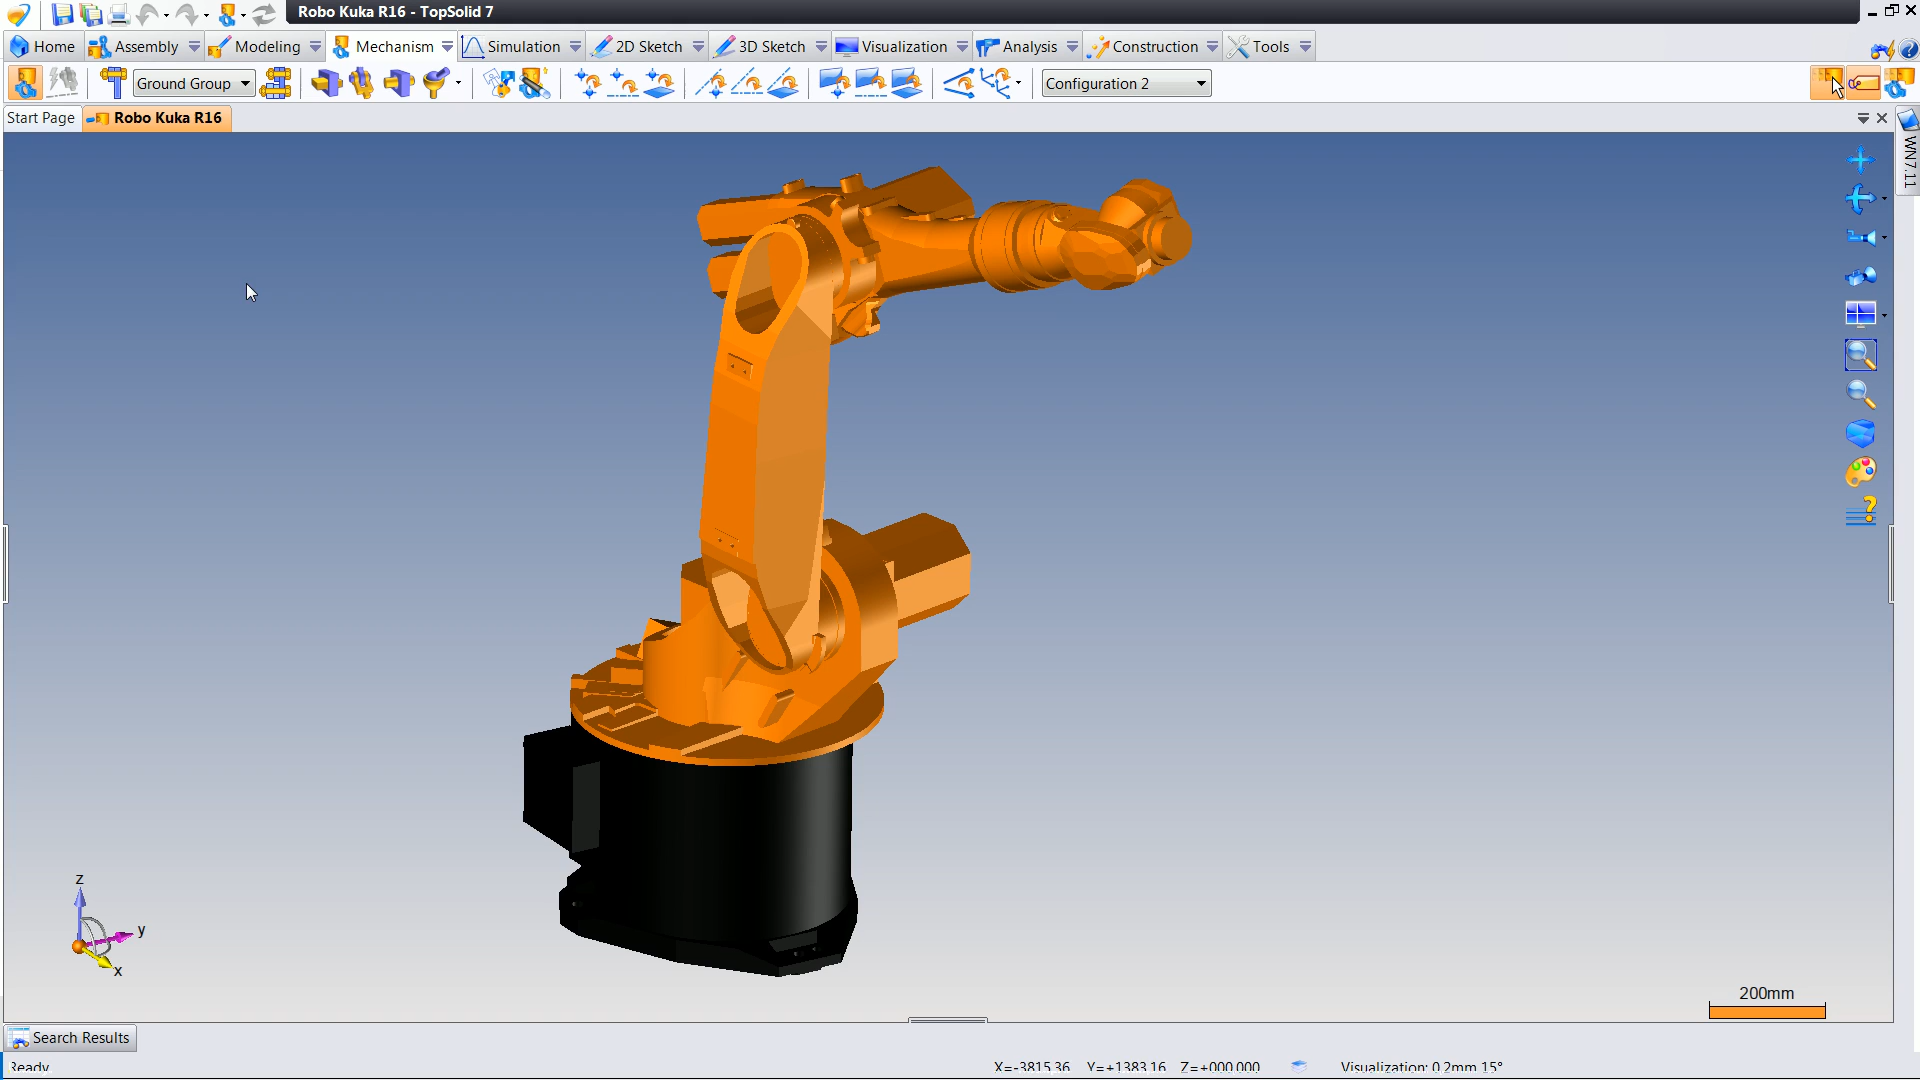 Robo Kuka R16 - TopSolid 7
Home Assembly Modeling Mechanism Simulation 2D Sketch 3D Sketch Visualization Analysis Construction Tools
Ground Group Configuration 2
Start Page Robo Kuka R16
WN7.11
z
y
x
200mm
Search Results
Ready X=-3815.36 Y=+1383.16 Z=+000.000 Visualization: 0.2mm 15°